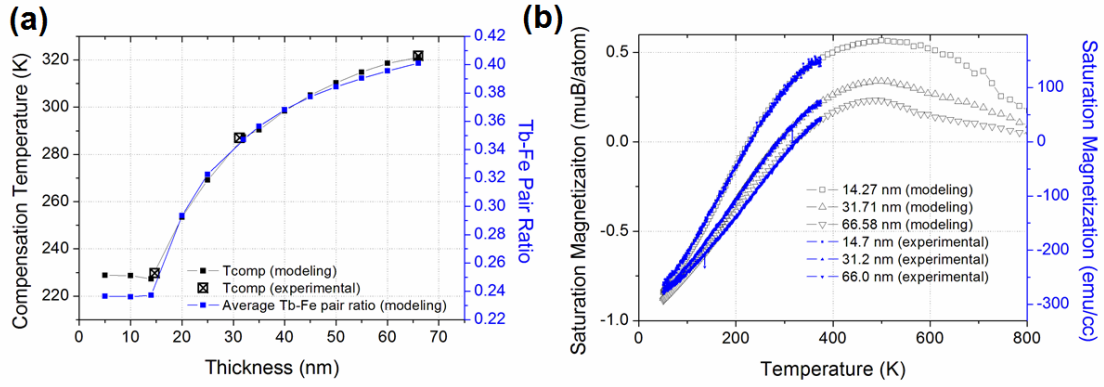 (a)
Compensation Temperature (K)
320
300
280
260
240
220
0 10 20 30 40 50 60 70
Thickness (nm)
0.42
0.40
0.38
0.36
0.34
0.32
0.30
0.28
0.26
0.24
0.22
Tb-Fe Pair Ratio
Tcomp (modeling)
Tcomp (experimental)
Average Tb-Fe pair ratio (modeling)
(b)
Saturation Magnetizaiton (muB/atom)
0.5
0.0
-0.5
-1.0
0 200 400 600 800
Temperature (K)
100
0
-100
-200
-300
Saturation Magnetization (emu/cc)
14.27 nm (modeling)
31.71 nm (modeling)
66.58 nm (modeling)
14.7 nm (experimental)
31.2 nm (experimental)
66.0 nm (experimental)